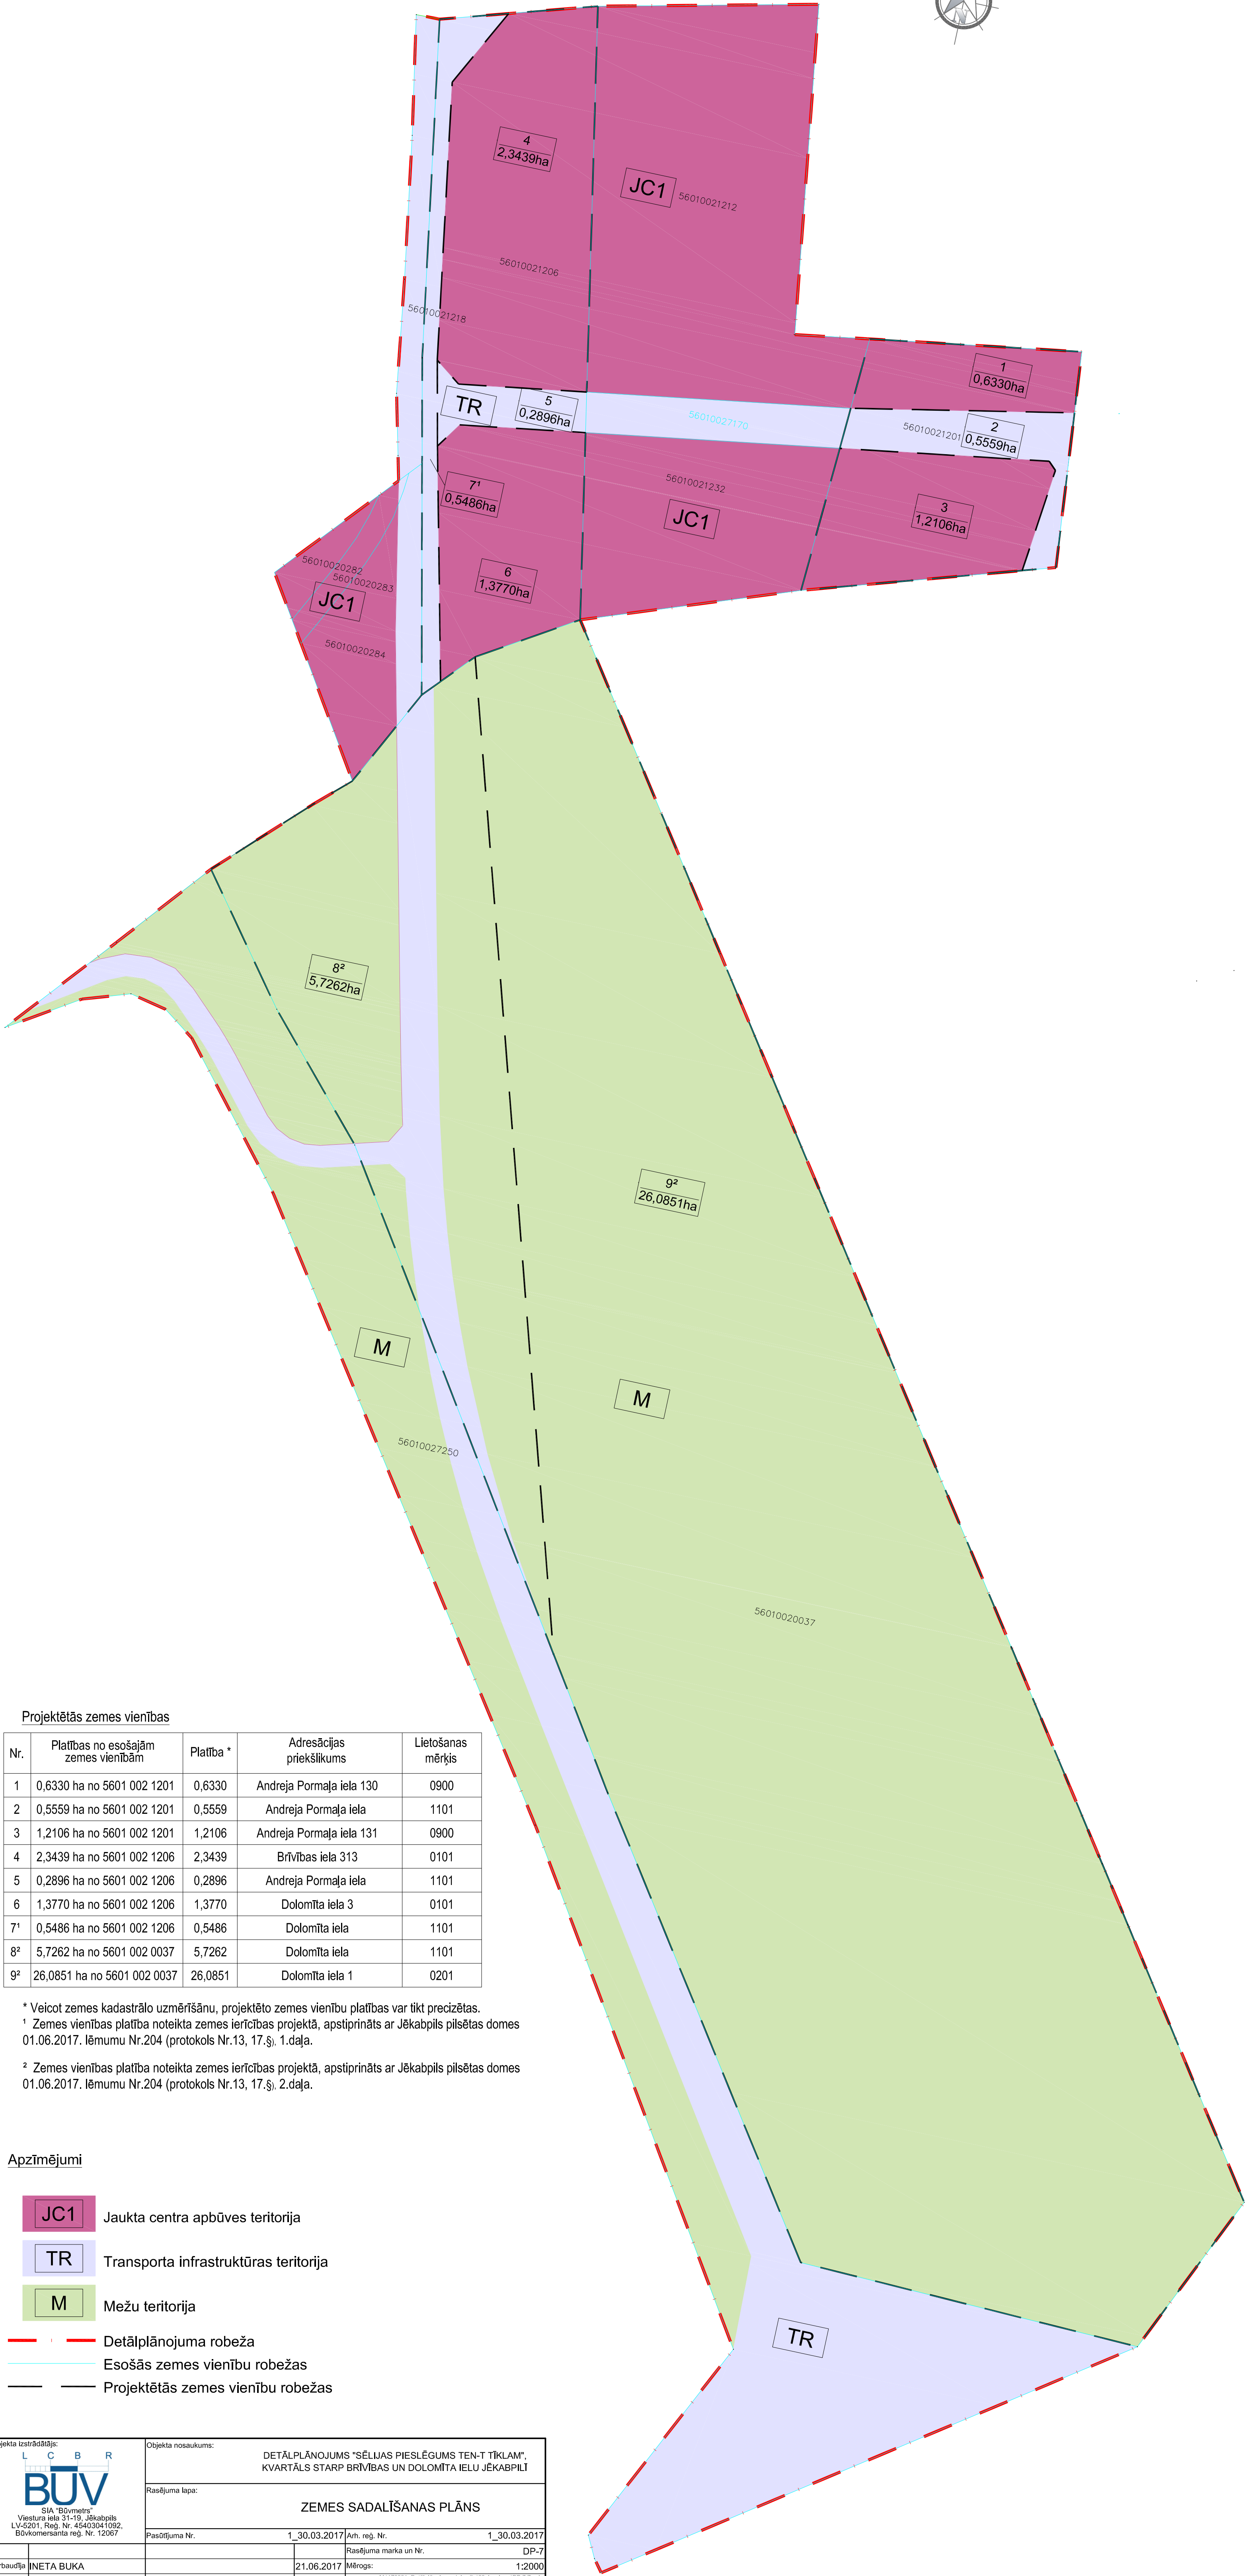 4
2,3439ha
JC1
56010021212
56010021206
56010021218
1
0,6330ha
TR
5
0,2896ha
56010027170
56010021201
2
0,5559ha
7¹
0,5486ha
56010021232
JC1
3
1,2106ha
56010020282
56010020283
JC1
6
1,3770ha
56010020284
8²
5,7262ha
9²
26,0851ha
M
M
56010027250
56010020037
Projektētās zemes vienības
Nr. Platības no esošajām zemes vienībām Platība * Adresācijas priekšlikums Lietošanas mērķis
1 0,6330 ha no 5601 002 1201 0,6330 Andreja Pormaļa iela 130 0900
2 0,5559 ha no 5601 002 1201 0,5559 Andreja Pormaļa iela 1101
3 1,2106 ha no 5601 002 1201 1,2106 Andreja Pormaļa iela 131 0900
4 2,3439 ha no 5601 002 1206 2,3439 Brīvības iela 313 0101
5 0,2896 ha no 5601 002 1206 0,2896 Andreja Pormaļa iela 1101
6 1,3770 ha no 5601 002 1206 1,3770 Dolomīta iela 3 0101
7¹ 0,5486 ha no 5601 002 1206 0,5486 Dolomīta iela 1101
8² 5,7262 ha no 5601 002 0037 5,7262 Dolomīta iela 1101
9² 26,0851 ha no 5601 002 0037 26,0851 Dolomīta iela 1 0201
* Veicot zemes kadastrālo uzmērīšānu, projektēto zemes vienību platības var tikt precizētas.
¹ Zemes vienības platība noteikta zemes ierīcības projektā, apstiprināts ar Jēkabpils pilsētas domes
01.06.2017. lēmumu Nr.204 (protokols Nr.13, 17.§). 1.daļa.
² Zemes vienības platība noteikta zemes ierīcības projektā, apstiprināts ar Jēkabpils pilsētas domes
01.06.2017. lēmumu Nr.204 (protokols Nr.13, 17.§). 2.daļa.
Apzīmējumi
JC1 Jaukta centra apbūves teritorija
TR Transporta infrastruktūras teritorija
M Mežu teritorija
Detālplānojuma robeža
Esošās zemes vienību robežas
Projektētās zemes vienību robežas
TR
jekta izstrādātājs:
L C B R
BŪV
SIA "Būvmetrs"
Viestura iela 31-19, Jēkabpils
LV-5201, Reģ. Nr. 45403041092,
Būvkomersanta reģ. Nr. 12067
Objekta nosaukums:
DETĀLPLĀNOJUMS "SĒLIJAS PIESLĒGUMS TEN-T TĪKLAM",
KVARTĀLS STARP BRĪVĪBAS UN DOLOMĪTA IELU JĒKABPILĪ
Rasējuma lapa:
ZEMES SADALĪŠANAS PLĀNS
Pasūtījuma Nr. 1_30.03.2017 Arh. reģ. Nr. 1_30.03.2017
Rasējuma marka un Nr. DP-7
rbaudīja INETA BUKA 21.06.2017 Mērogs: 1:2000